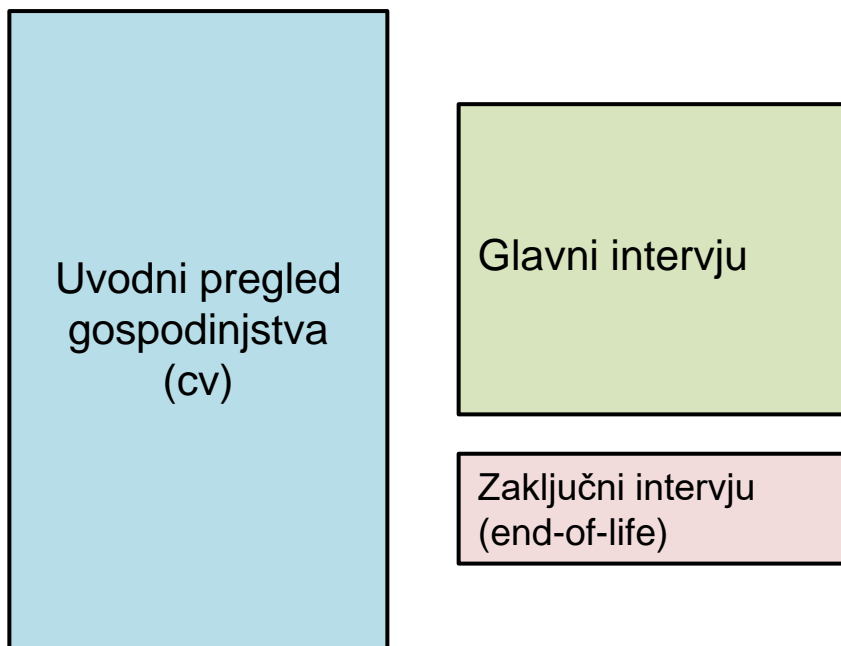 Uvodni pregled
gospodinjstva
(cv)
Glavni intervju
Zaključni intervju
(end-of-life)